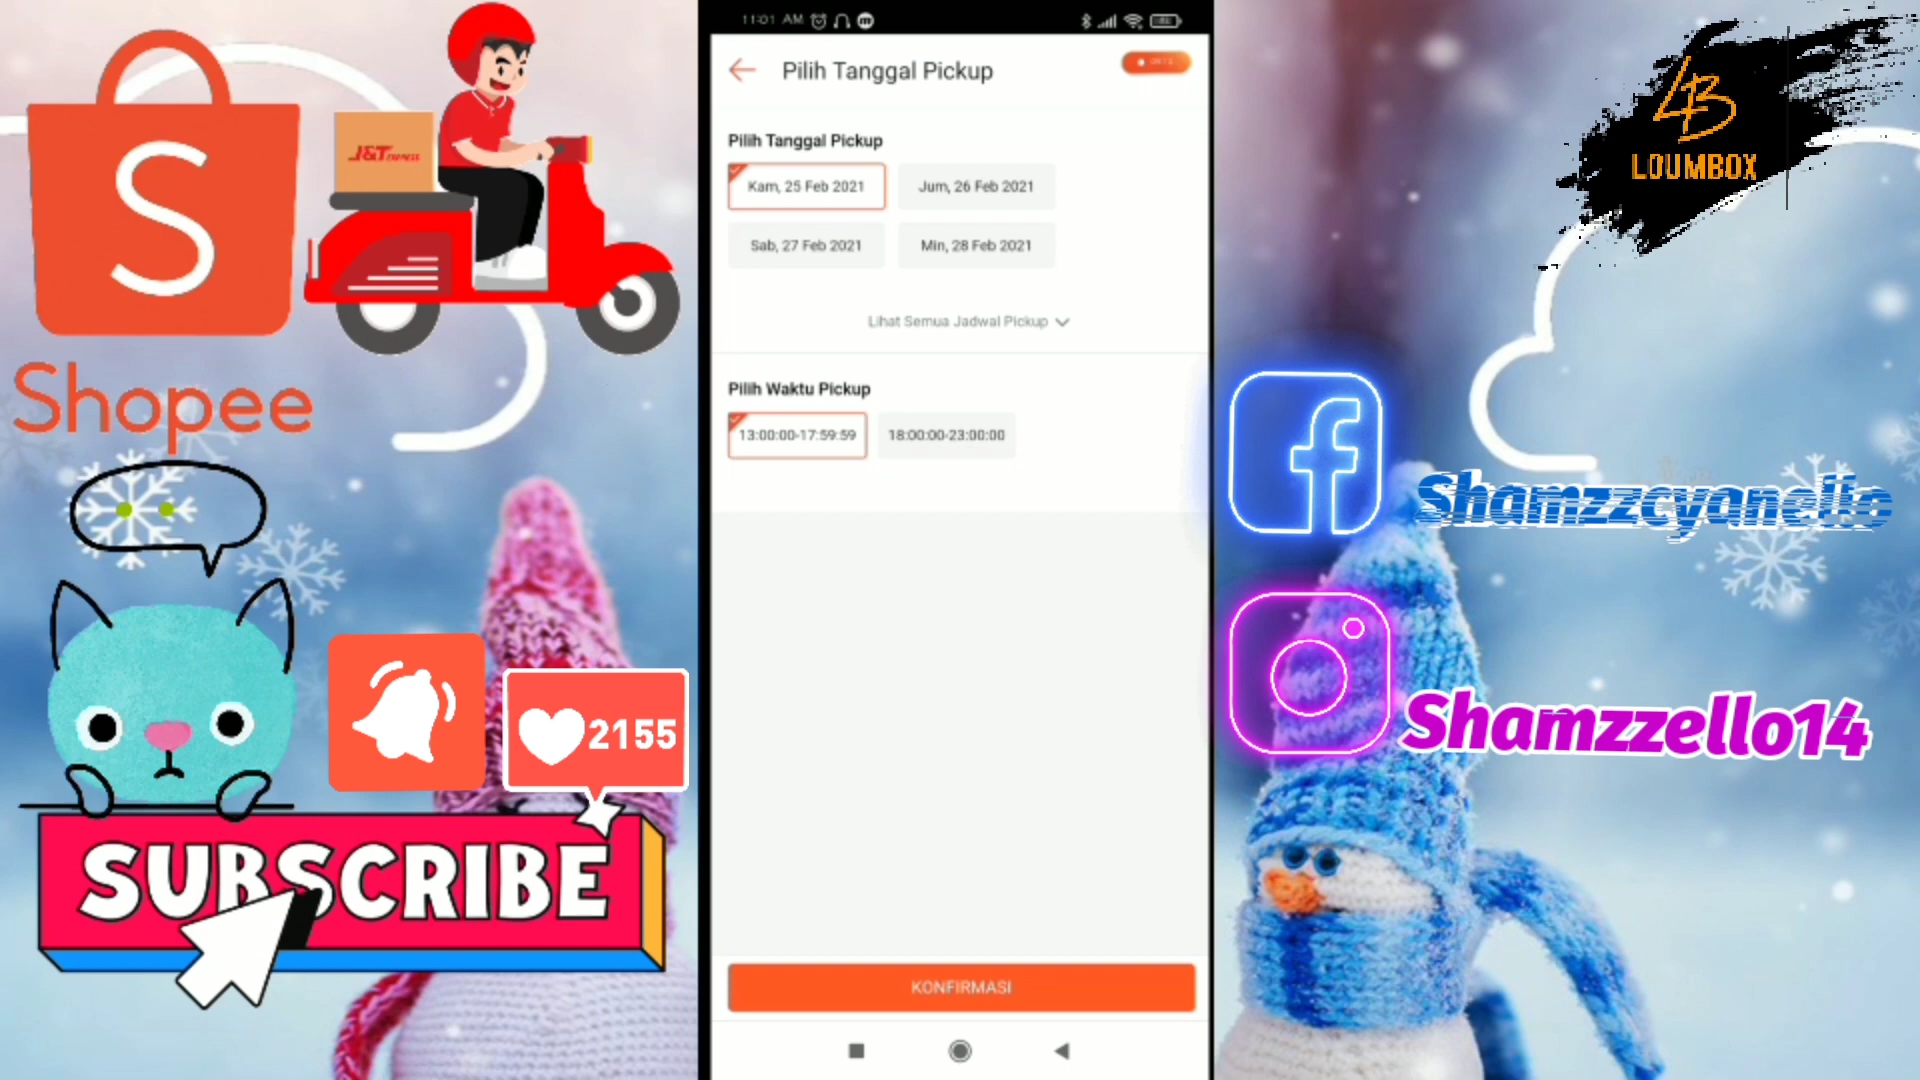 11:01 AM
Pilih Tanggal Pickup
Pilih Tanggal Pickup
Kam, 25 Feb 2021
Jum, 26 Feb 2021
Sab, 27 Feb 2021
Min, 28 Feb 2021
Lihat Semua Jadwal Pickup
Pilih Waktu Pickup
13:00:00-17:59:59
18:00:00-23:00:00
KONFIRMASI
S
J&T EXPRESS
Shopee
2155
SUBSCRIBE
LB
LOUMBOX
f
Shamzzcyanello
Shamzzello14